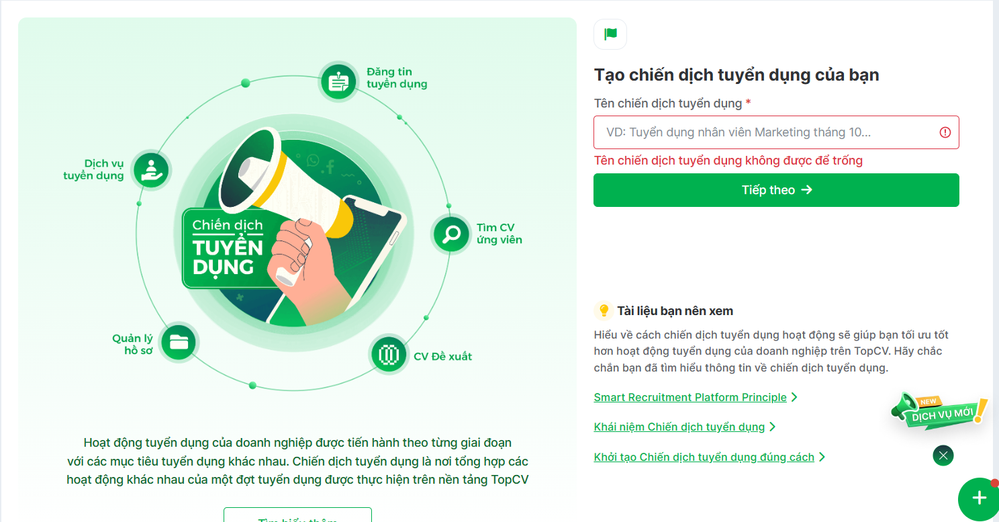 Đăng tin
tuyển dụng
Dịch vụ
tuyển dụng
Chiến dịch
TUYỂN
DỤNG
Tìm CV
ứng viên
Quản lý
hồ sơ
CV Đề xuất
Hoạt động tuyển dụng của doanh nghiệp được tiến hành theo từng giai đoạn
với các mục tiêu tuyển dụng khác nhau. Chiến dịch tuyển dụng là nơi tổng hợp các
hoạt động khác nhau của một đợt tuyển dụng được thực hiện trên nền tảng TopCV
Tìm hiểu thêm
Tạo chiến dịch tuyển dụng của bạn
Tên chiến dịch tuyển dụng *
VD: Tuyển dụng nhân viên Marketing tháng 10...
Tên chiến dịch tuyển dụng không được để trống
Tiếp theo →
Tài liệu bạn nên xem
Hiểu về cách chiến dịch tuyển dụng hoạt động sẽ giúp bạn tối ưu tốt
hơn hoạt động tuyển dụng của doanh nghiệp trên TopCV. Hãy chắc
chắn bạn đã tìm hiểu thông tin về chiến dịch tuyển dụng.
Smart Recruitment Platform Principle
Khái niệm Chiến dịch tuyển dụng
Khởi tạo Chiến dịch tuyển dụng đúng cách
NEW
DỊCH VỤ MỚI